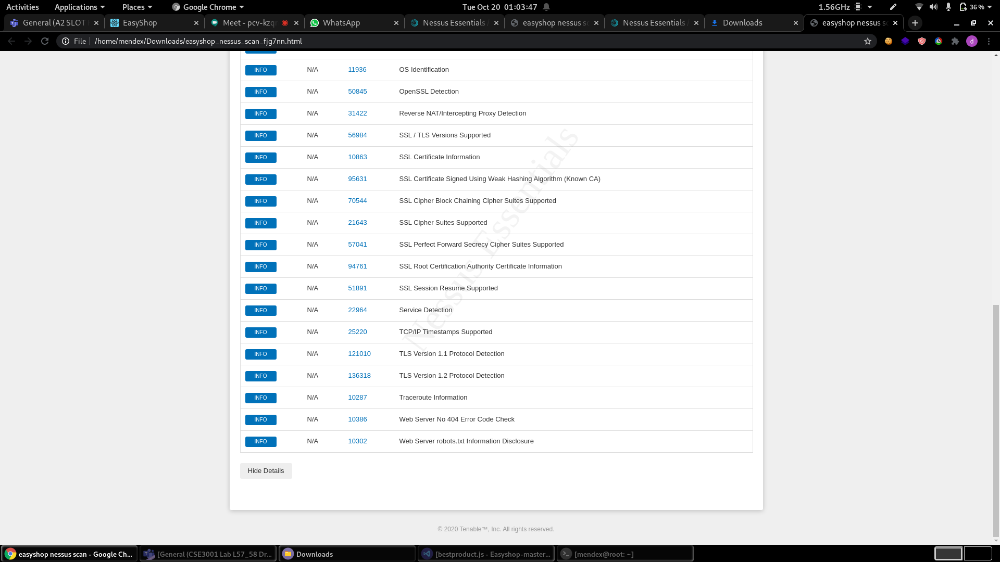 Activities Applications Places Google Chrome Tue Oct 20 01:03:47 1.56GHz 36 %
General (A2 SLOT EasyShop Meet - pcv-kzq WhatsApp Nessus Essentials easyshop nessus sc Nessus Essentials Downloads easyshop nessus sc
File /home/mendex/Downloads/easyshop_nessus_scan_fjg7nn.html d
INFO N/A 11936 OS Identification
INFO N/A 50845 OpenSSL Detection
INFO N/A 31422 Reverse NAT/Intercepting Proxy Detection
INFO N/A 56984 SSL / TLS Versions Supported
INFO N/A 10863 SSL Certificate Information
INFO N/A 95631 SSL Certificate Signed Using Weak Hashing Algorithm (Known CA)
INFO N/A 70544 SSL Cipher Block Chaining Cipher Suites Supported
INFO N/A 21643 SSL Cipher Suites Supported
INFO N/A 57041 SSL Perfect Forward Secrecy Cipher Suites Supported
INFO N/A 94761 SSL Root Certification Authority Certificate Information
INFO N/A 51891 SSL Session Resume Supported
INFO N/A 22964 Service Detection
INFO N/A 25220 TCP/IP Timestamps Supported
INFO N/A 121010 TLS Version 1.1 Protocol Detection
INFO N/A 136318 TLS Version 1.2 Protocol Detection
INFO N/A 10287 Traceroute Information
INFO N/A 10386 Web Server No 404 Error Code Check
INFO N/A 10302 Web Server robots.txt Information Disclosure
Nessus Essentials
Hide Details
© 2020 Tenable™, Inc. All rights reserved.
easyshop nessus scan - Google Ch... [General (CSE3001 Lab L57_58 Dr... Downloads [bestproduct.js - Easyshop-master... [mendex@root: ~]